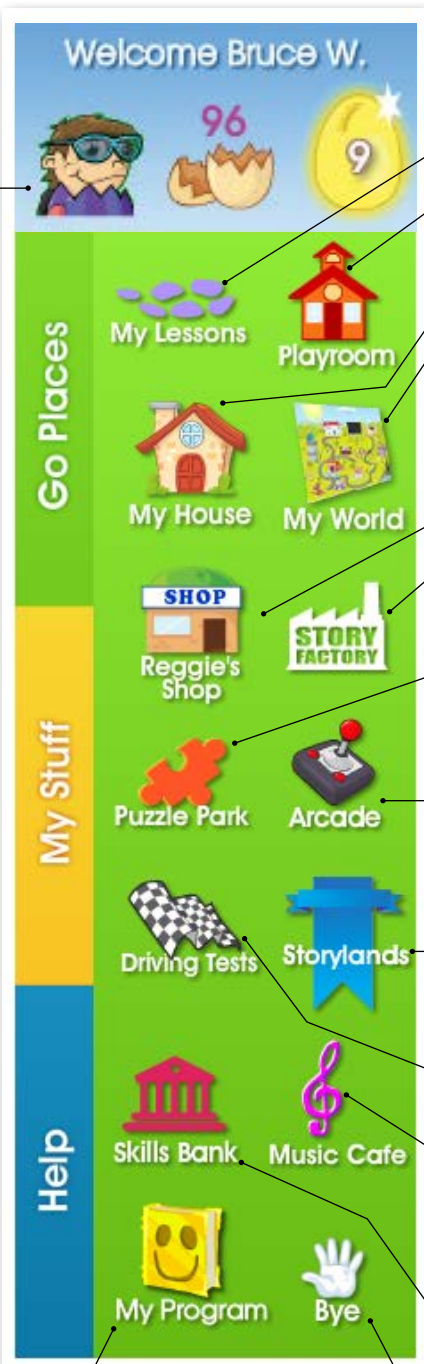 Welcome Bruce W.
96
9
Go Places
My Lessons
Playroom
My House
My World
SHOP
Reggie's
Shop
STORY
FACTORY
My Stuff
Puzzle Park
Arcade
Driving Tests
Storylands
Help
Skills Bank
Music Cafe
My Program
Bye